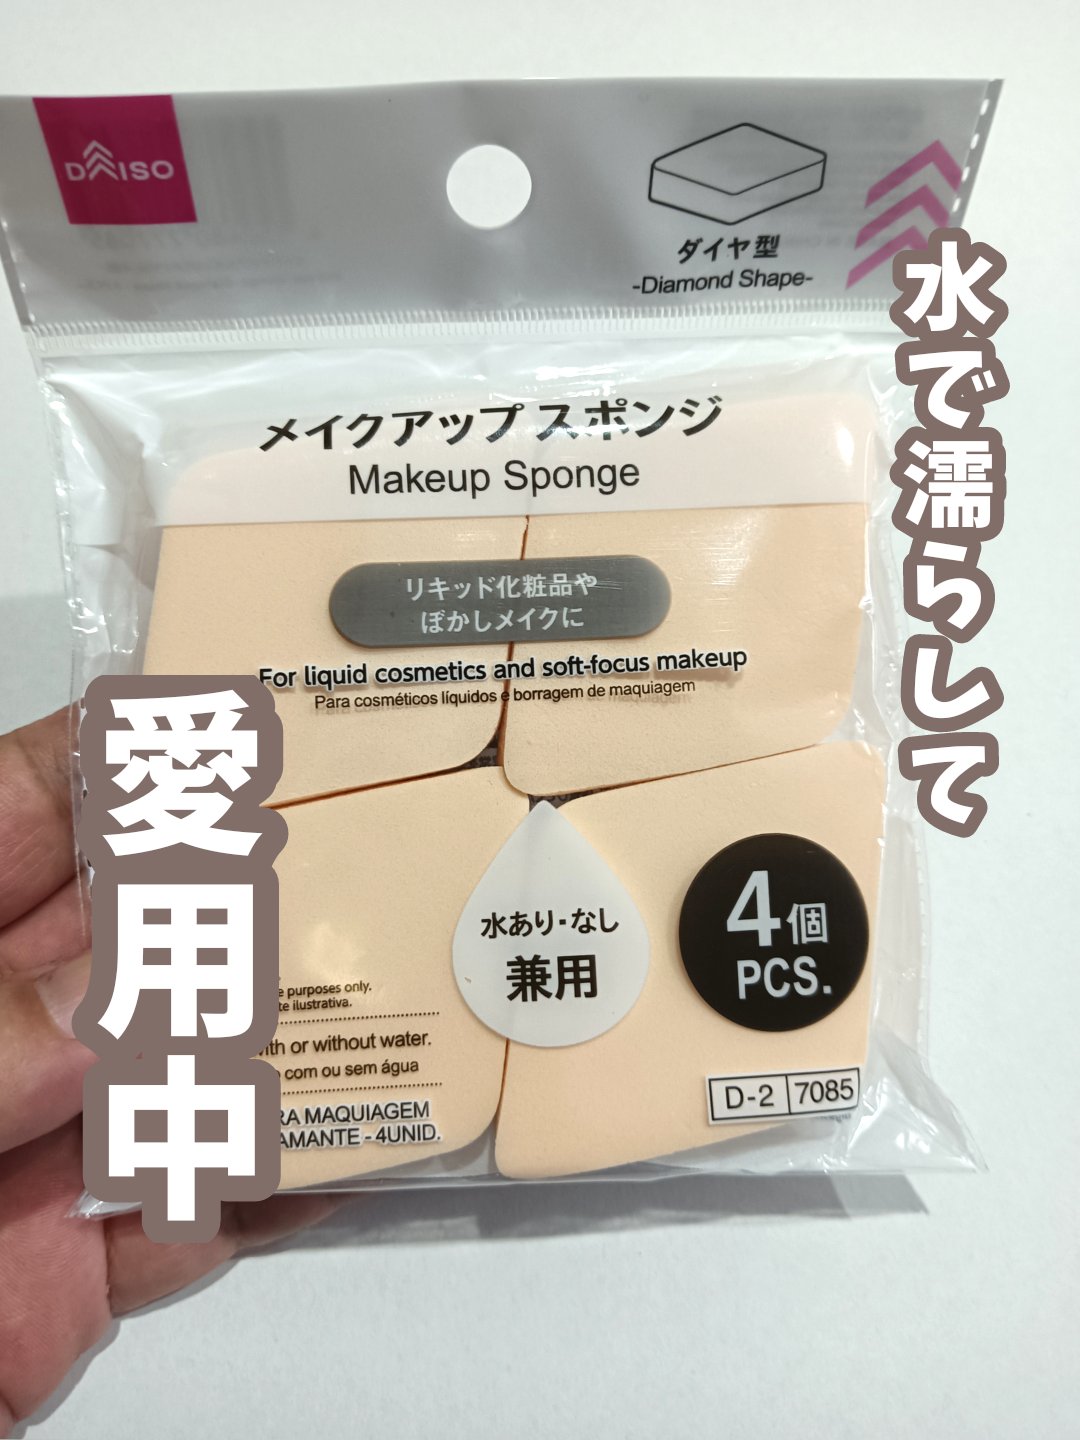 DAISO
ダイヤ型
-Diamond Shape-
水で濡らして
メイクアップスポンジ
Makeup Sponge
リキッド化粧品や
ぼかしメイクに
For liquid cosmetics and soft-focus makeup
Para cosméticos líquidos e borragem de maquiagem
愛用中
水あり・なし
兼用
4個
PCS.
purposes only.
ilustrativa.
with or without water.
com ou sem água
MAQUIAGEM
- 4UNID.
D-2 7085